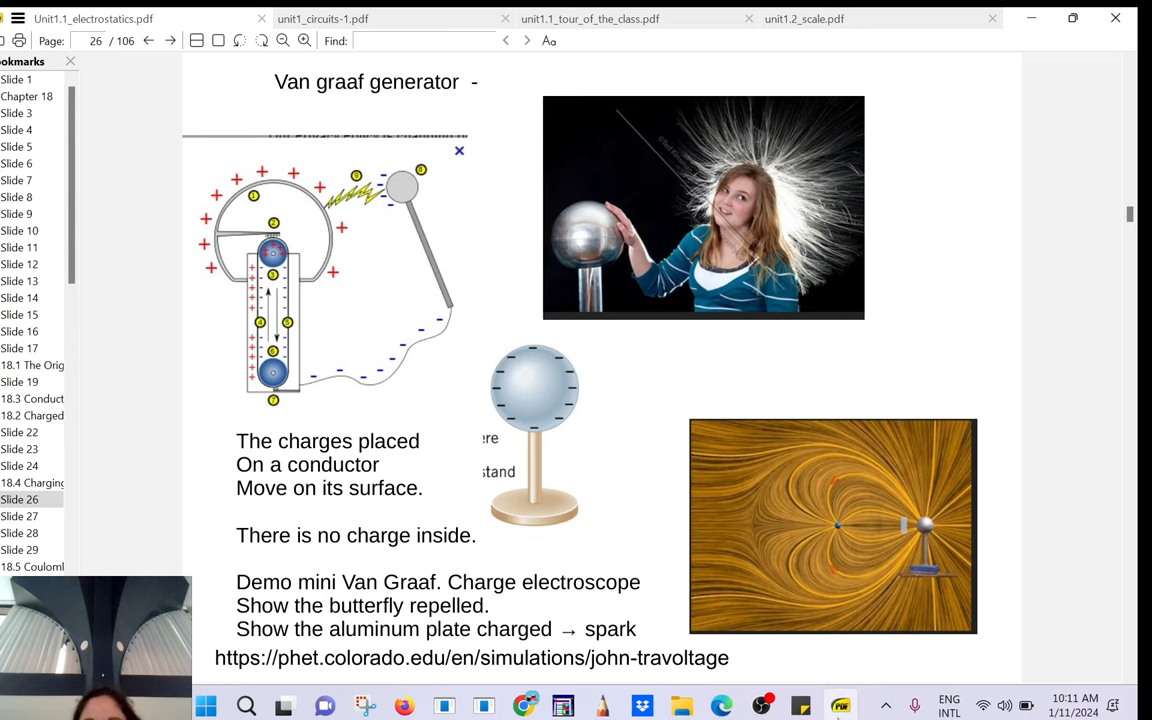 Unit1.1_electrostatics.pdf
unit1_circuits-1.pdf
unit1.1_tour_of_the_class.pdf
unit1.2_scale.pdf
Page: 26 / 106
Find:
Aa
ookmarks
Slide 1
Chapter 18
Slide 3
Slide 4
Slide 5
Slide 6
Slide 7
Slide 8
Slide 9
Slide 10
Slide 11
Slide 12
Slide 13
Slide 14
Slide 15
Slide 16
Slide 17
18.1 The Orig
Slide 19
18.3 Conduct
18.2 Charged
Slide 22
Slide 23
Slide 24
18.4 Charging
Slide 26
Slide 27
Slide 28
Slide 29
18.5 Coulom
Van graaf generator -
ere
stand
The charges placed
On a conductor
Move on its surface.
There is no charge inside.
Demo mini Van Graaf. Charge electroscope
Show the butterfly repelled.
Show the aluminum plate charged → spark
https://phet.colorado.edu/en/simulations/john-travoltage
PDF
ENG
INTL
10:11 AM
1/11/2024